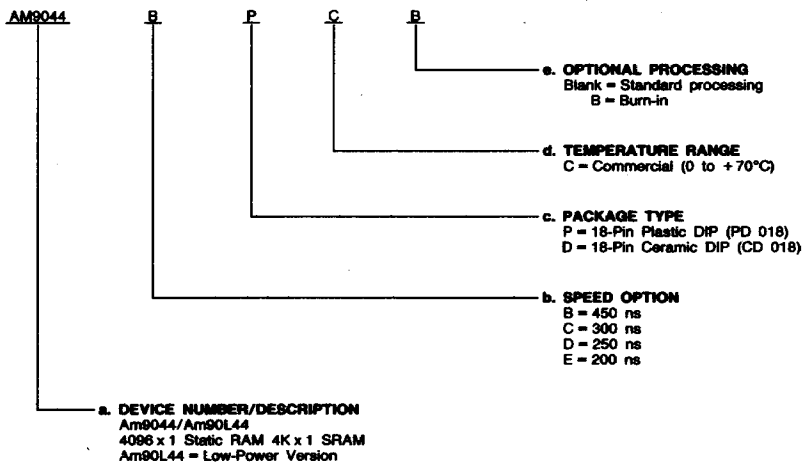 AM9044 B P C B
e. OPTIONAL PROCESSING
Blank = Standard processing
B = Burn-in
d. TEMPERATURE RANGE
C = Commercial (0 to +70°C)
c. PACKAGE TYPE
P = 18-Pin Plastic DIP (PD 018)
D = 18-Pin Ceramic DIP (CD 018)
b. SPEED OPTION
B = 450 ns
C = 300 ns
D = 250 ns
E = 200 ns
a. DEVICE NUMBER/DESCRIPTION
Am9044/Am90L44
4096 x 1 Static RAM 4K x 1 SRAM
Am90L44 = Low-Power Version